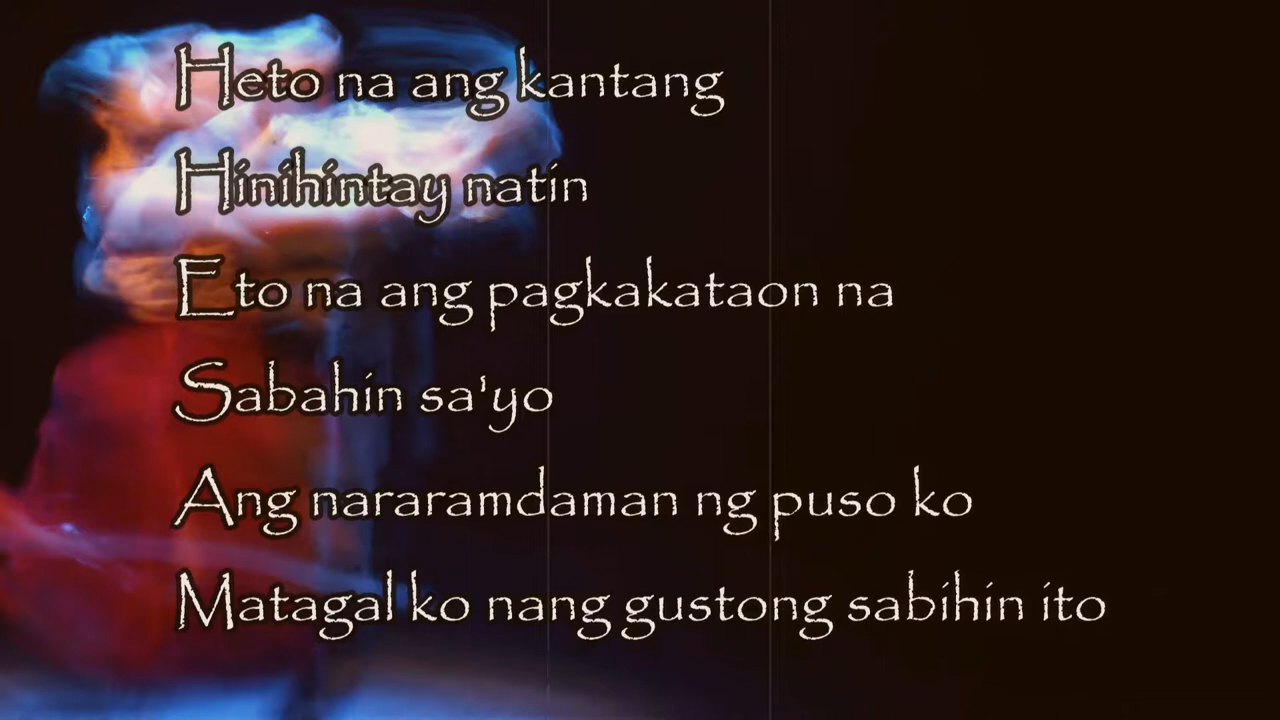 Heto na ang kantang
Hinihintay natin
Eto na ang pagkakataon na
Sabahin sa'yo
Ang nararamdaman ng puso ko
Matagal ko nang gustong sabihin ito